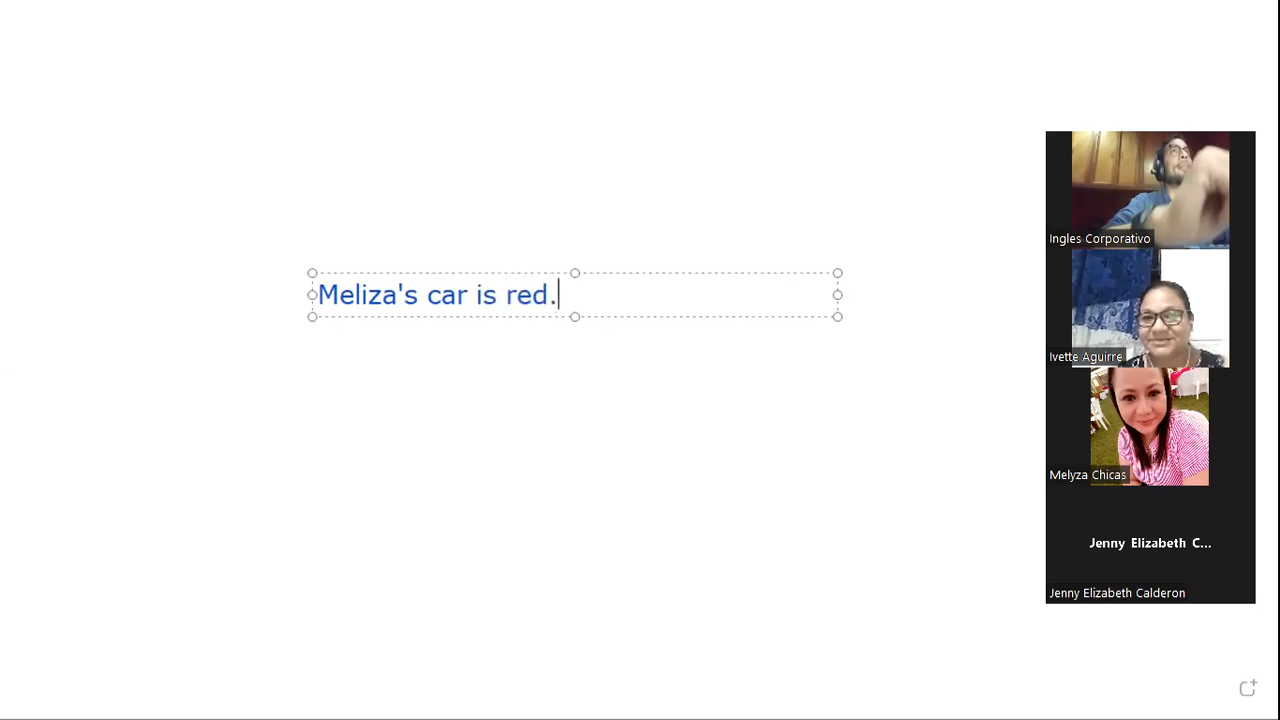 Meliza's car is red.
Ingles Corporativo
Ivette Aguirre
Melyza Chicas
Jenny Elizabeth C...
Jenny Elizabeth Calderon